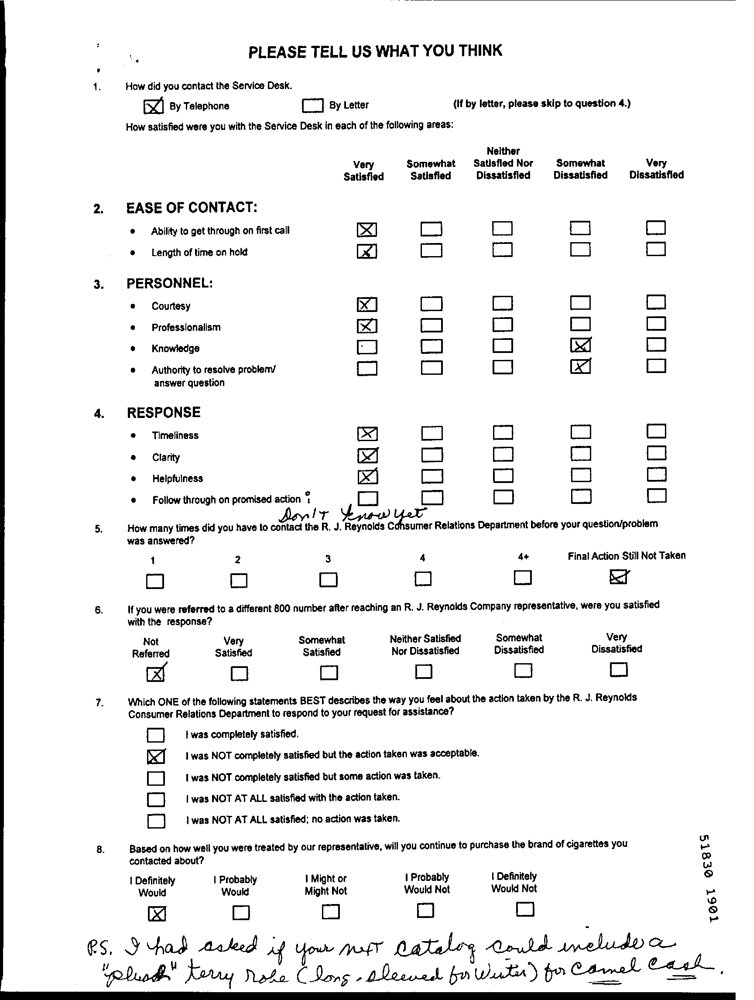 PLEASE TELL US WHAT YOU THINK
1. How did you contact the Service Desk.
By Telephone By Letter (If by letter, please skip to question 4.)
How satisfied were you with the Service Desk in each of the following areas:
Neither
Very Somewhat Satisfied Nor Somewhat Very
Satisfied Satisfied Dissatisfied Dissatisfied Dissatisfied
2. EASE OF CONTACT:
• Ability to get through on first call
• Length of time on hold
3. PERSONNEL:
• Courtesy
• Professionalism
• Knowledge
• Authority to resolve problem/
answer question
4. RESPONSE
• Timeliness
• Clarity
• Helpfulness
• Follow through on promised action
Don't know yet
5. How many times did you have to contact the R. J. Reynolds Consumer Relations Department before your question/problem
was answered?
1 2 3 4 4+ Final Action Still Not Taken
6. If you were referred to a different 800 number after reaching an R. J. Reynolds Company representative, were you satisfied
with the response?
Not Very Somewhat Neither Satisfied Somewhat Very
Referred Satisfied Satisfied Nor Dissatisfied Dissatisfied Dissatisfied
7. Which ONE of the following statements BEST describes the way you feel about the action taken by the R. J. Reynolds
Consumer Relations Department to respond to your request for assistance?
I was completely satisfied.
I was NOT completely satisfied but the action taken was acceptable.
I was NOT completely satisfied but some action was taken.
I was NOT AT ALL satisfied with the action taken.
I was NOT AT ALL satisfied; no action was taken.
8. Based on how well you were treated by our representative, will you continue to purchase the brand of cigarettes you
contacted about?
I Definitely I Probably I Might or I Probably I Definitely
Would Would Might Not Would Not Would Not
P.S. I had asked if your next catalog could include a
"plush" terry robe (long-sleeved for Winter) for Camel Cash.
51830 1901